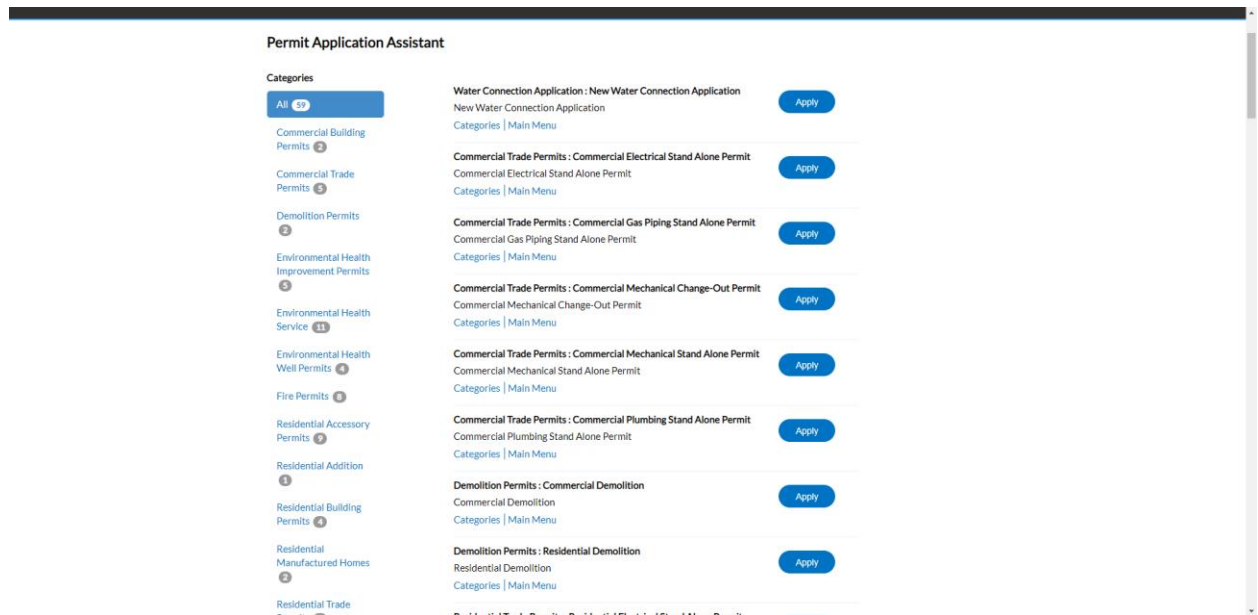 Permit Application Assistant
Categories
All 59
Commercial Building
Permits 2
Commercial Trade
Permits 5
Demolition Permits
2
Environmental Health
Improvement Permits
5
Environmental Health
Service 11
Environmental Health
Well Permits 4
Fire Permits 8
Residential Accessory
Permits 9
Residential Addition
1
Residential Building
Permits 4
Residential
Manufactured Homes
2
Residential Trade
Water Connection Application : New Water Connection Application
New Water Connection Application
Categories | Main Menu
Apply
Commercial Trade Permits : Commercial Electrical Stand Alone Permit
Commercial Electrical Stand Alone Permit
Categories | Main Menu
Apply
Commercial Trade Permits : Commercial Gas Piping Stand Alone Permit
Commercial Gas Piping Stand Alone Permit
Categories | Main Menu
Apply
Commercial Trade Permits : Commercial Mechanical Change-Out Permit
Commercial Mechanical Change-Out Permit
Categories | Main Menu
Apply
Commercial Trade Permits : Commercial Mechanical Stand Alone Permit
Commercial Mechanical Stand Alone Permit
Categories | Main Menu
Apply
Commercial Trade Permits : Commercial Plumbing Stand Alone Permit
Commercial Plumbing Stand Alone Permit
Categories | Main Menu
Apply
Demolition Permits : Commercial Demolition
Commercial Demolition
Categories | Main Menu
Apply
Demolition Permits : Residential Demolition
Residential Demolition
Categories | Main Menu
Apply